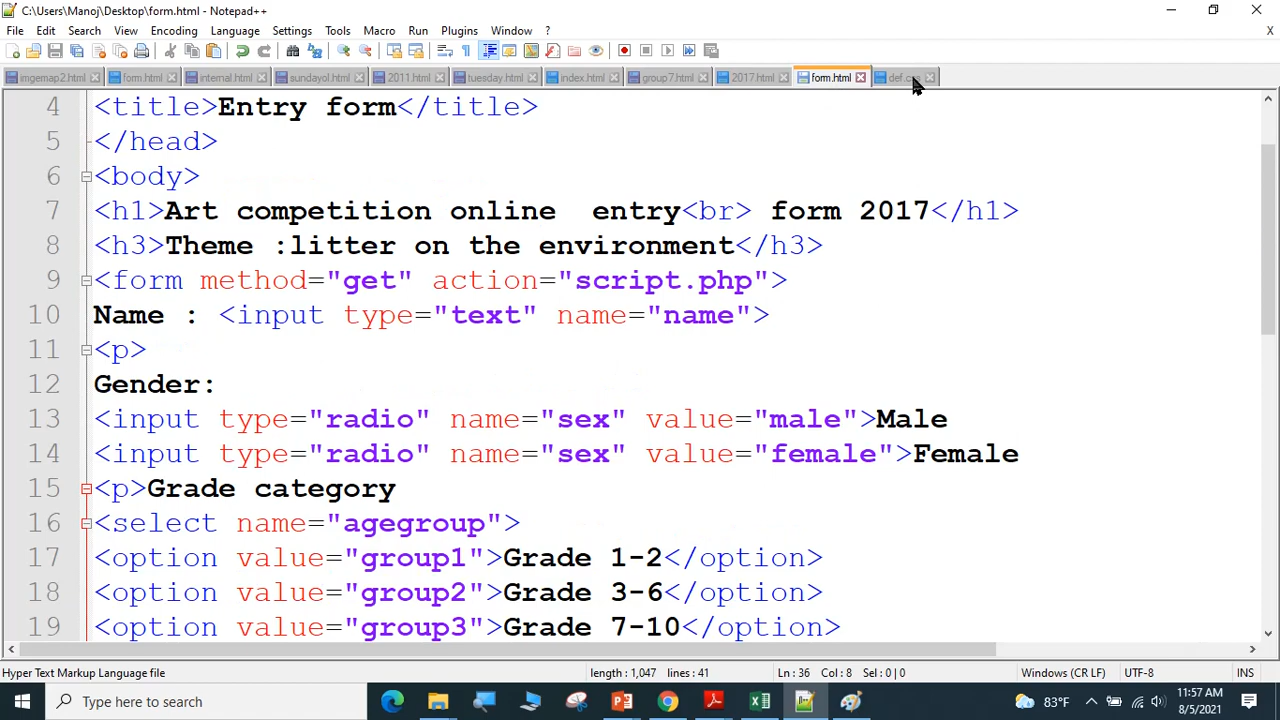 C:\Users\Manoj\Desktop\form.html - Notepad++
File Edit Search View Encoding Language Settings Tools Macro Run Plugins Window ? X
mgemap2.html form.html internal.html sundayol.html 2011.html tuesday.html index.html group7.html 2017.html form.html
4 <title>Entry form</title>
5 </head>
6 <body>
7 <h1>Art competition online entry<br> form 2017</h1>
8 <h3>Theme :litter on the environment</h3>
9 <form method="get" action="script.php">
10 Name : <input type="text" name="name">
11 <p>
12 Gender:
13 <input type="radio" name="sex" value="male">Male
14 <input type="radio" name="sex" value="female">Female
15 <p>Grade category
16 <select name="agegroup">
17 <option value="group1">Grade 1-2</option>
18 <option value="group2">Grade 3-6</option>
19 <option value="group3">Grade 7-10</option>
Hyper Text Markup Language file length : 1,047 lines : 41 Ln : 36 Col : 8 Sel : 0 | 0 Windows (CR LF) UTF-8 INS
Type here to search 83°F 11:57 AM
8/5/2021